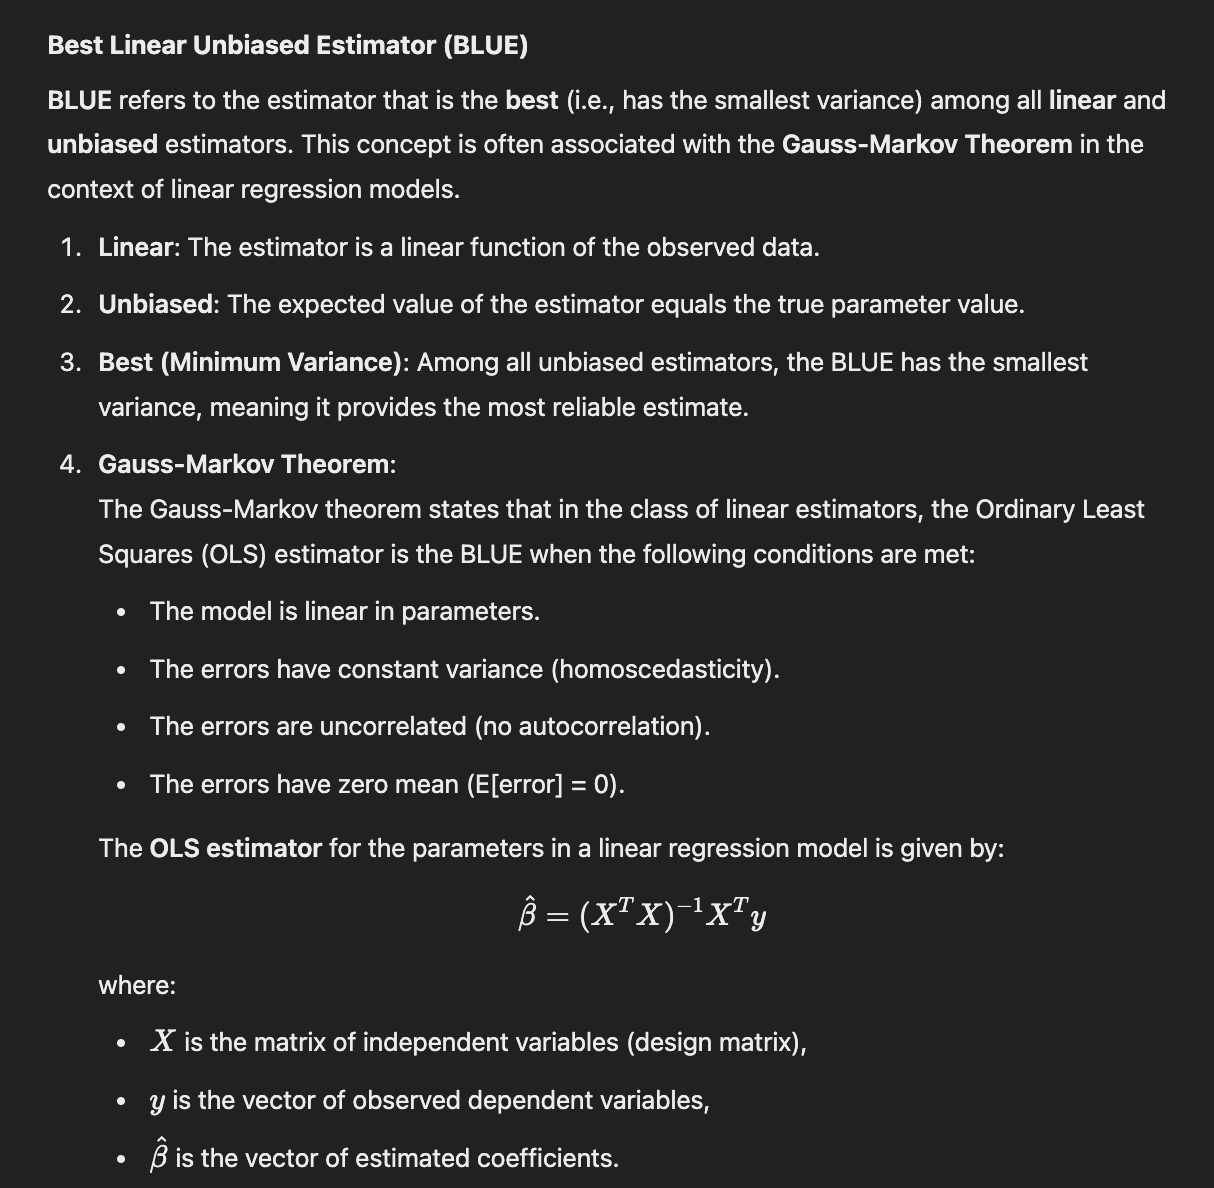 Best Linear Unbiased Estimator (BLUE)
BLUE refers to the estimator that is the best (i.e., has the smallest variance) among all linear and
unbiased estimators. This concept is often associated with the Gauss-Markov Theorem in the
context of linear regression models.
1. Linear: The estimator is a linear function of the observed data.
2. Unbiased: The expected value of the estimator equals the true parameter value.
3. Best (Minimum Variance): Among all unbiased estimators, the BLUE has the smallest
variance, meaning it provides the most reliable estimate.
4. Gauss-Markov Theorem:
The Gauss-Markov theorem states that in the class of linear estimators, the Ordinary Least
Squares (OLS) estimator is the BLUE when the following conditions are met:
• The model is linear in parameters.
• The errors have constant variance (homoscedasticity).
• The errors are uncorrelated (no autocorrelation).
• The errors have zero mean (E[error] = 0).
The OLS estimator for the parameters in a linear regression model is given by:
β̂ = (XᵀX)⁻¹Xᵀy
where:
• X is the matrix of independent variables (design matrix),
• y is the vector of observed dependent variables,
• β̂ is the vector of estimated coefficients.